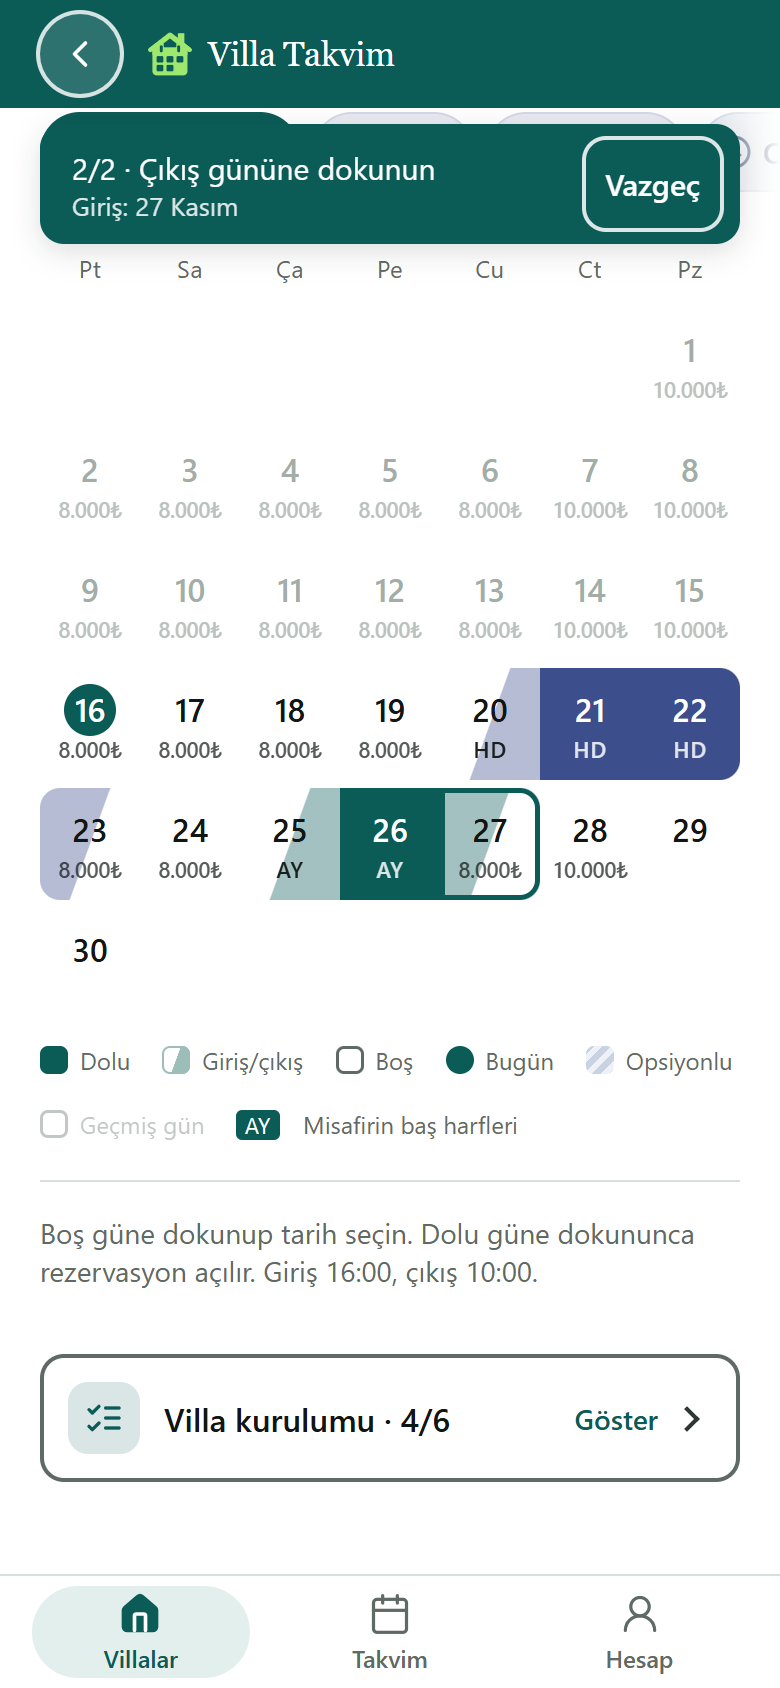 Villa Takvim
2/2 · Çıkış gününe dokunun
Giriş: 27 Kasım
Vazgeç
Pt Sa Ça Pe Cu Ct Pz
1
10.000₺
2 3 4 5 6 7 8
8.000₺ 8.000₺ 8.000₺ 8.000₺ 8.000₺ 10.000₺ 10.000₺
9 10 11 12 13 14 15
8.000₺ 8.000₺ 8.000₺ 8.000₺ 8.000₺ 10.000₺ 10.000₺
16 17 18 19 20 21 22
8.000₺ 8.000₺ 8.000₺ 8.000₺ HD HD HD
23 24 25 26 27 28 29
8.000₺ 8.000₺ AY AY 8.000₺ 10.000₺
30
Dolu Giriş/çıkış Boş Bugün Opsiyonlu
Geçmiş gün AY Misafirin baş harfleri
Boş güne dokunup tarih seçin. Dolu güne dokununca
rezervasyon açılır. Giriş 16:00, çıkış 10:00.
Villa kurulumu · 4/6 Göster
Villalar Takvim Hesap